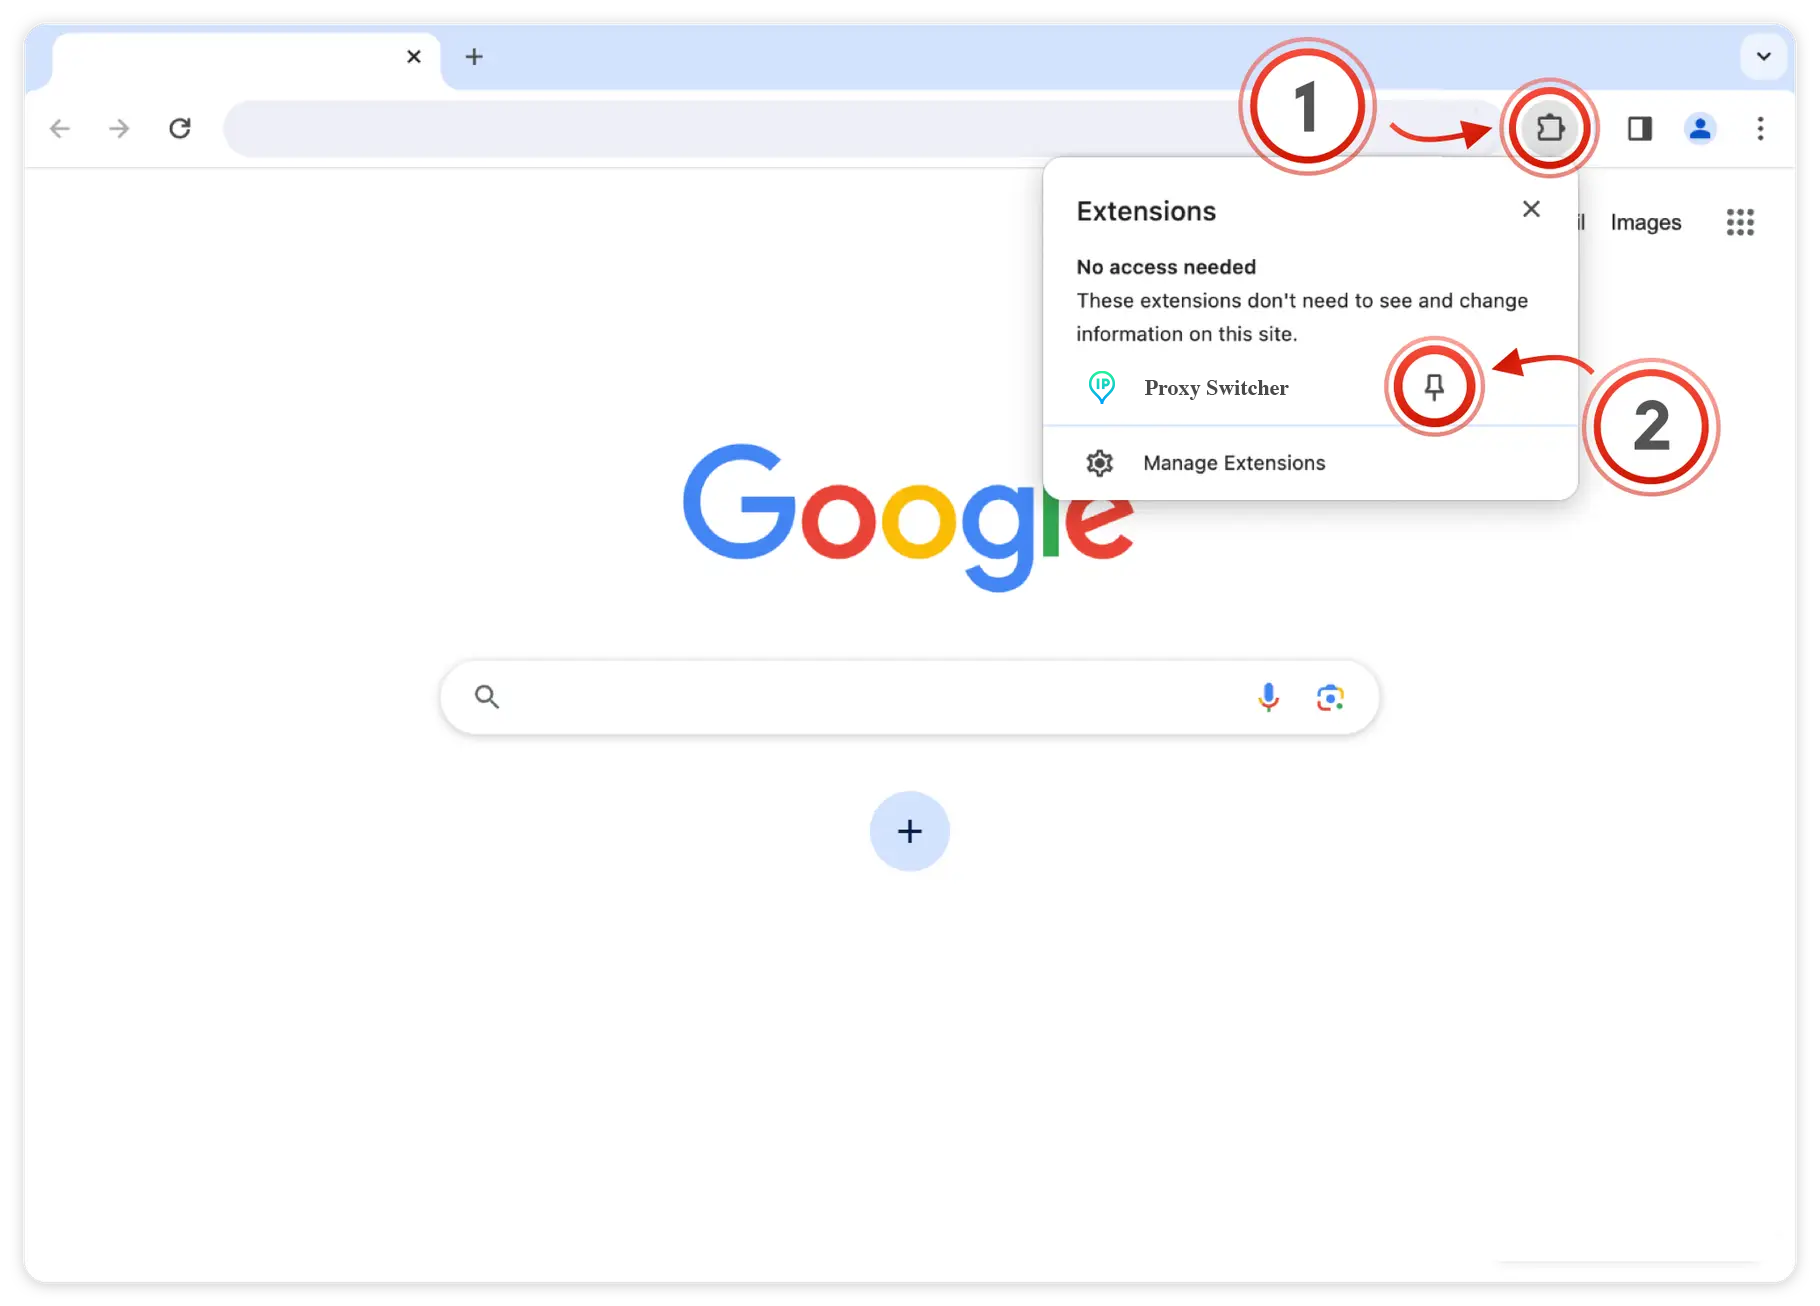 1
Extensions
Images
No access needed
These extensions don't need to see and change
information on this site.
IP Proxy Switcher
2
Manage Extensions
Google